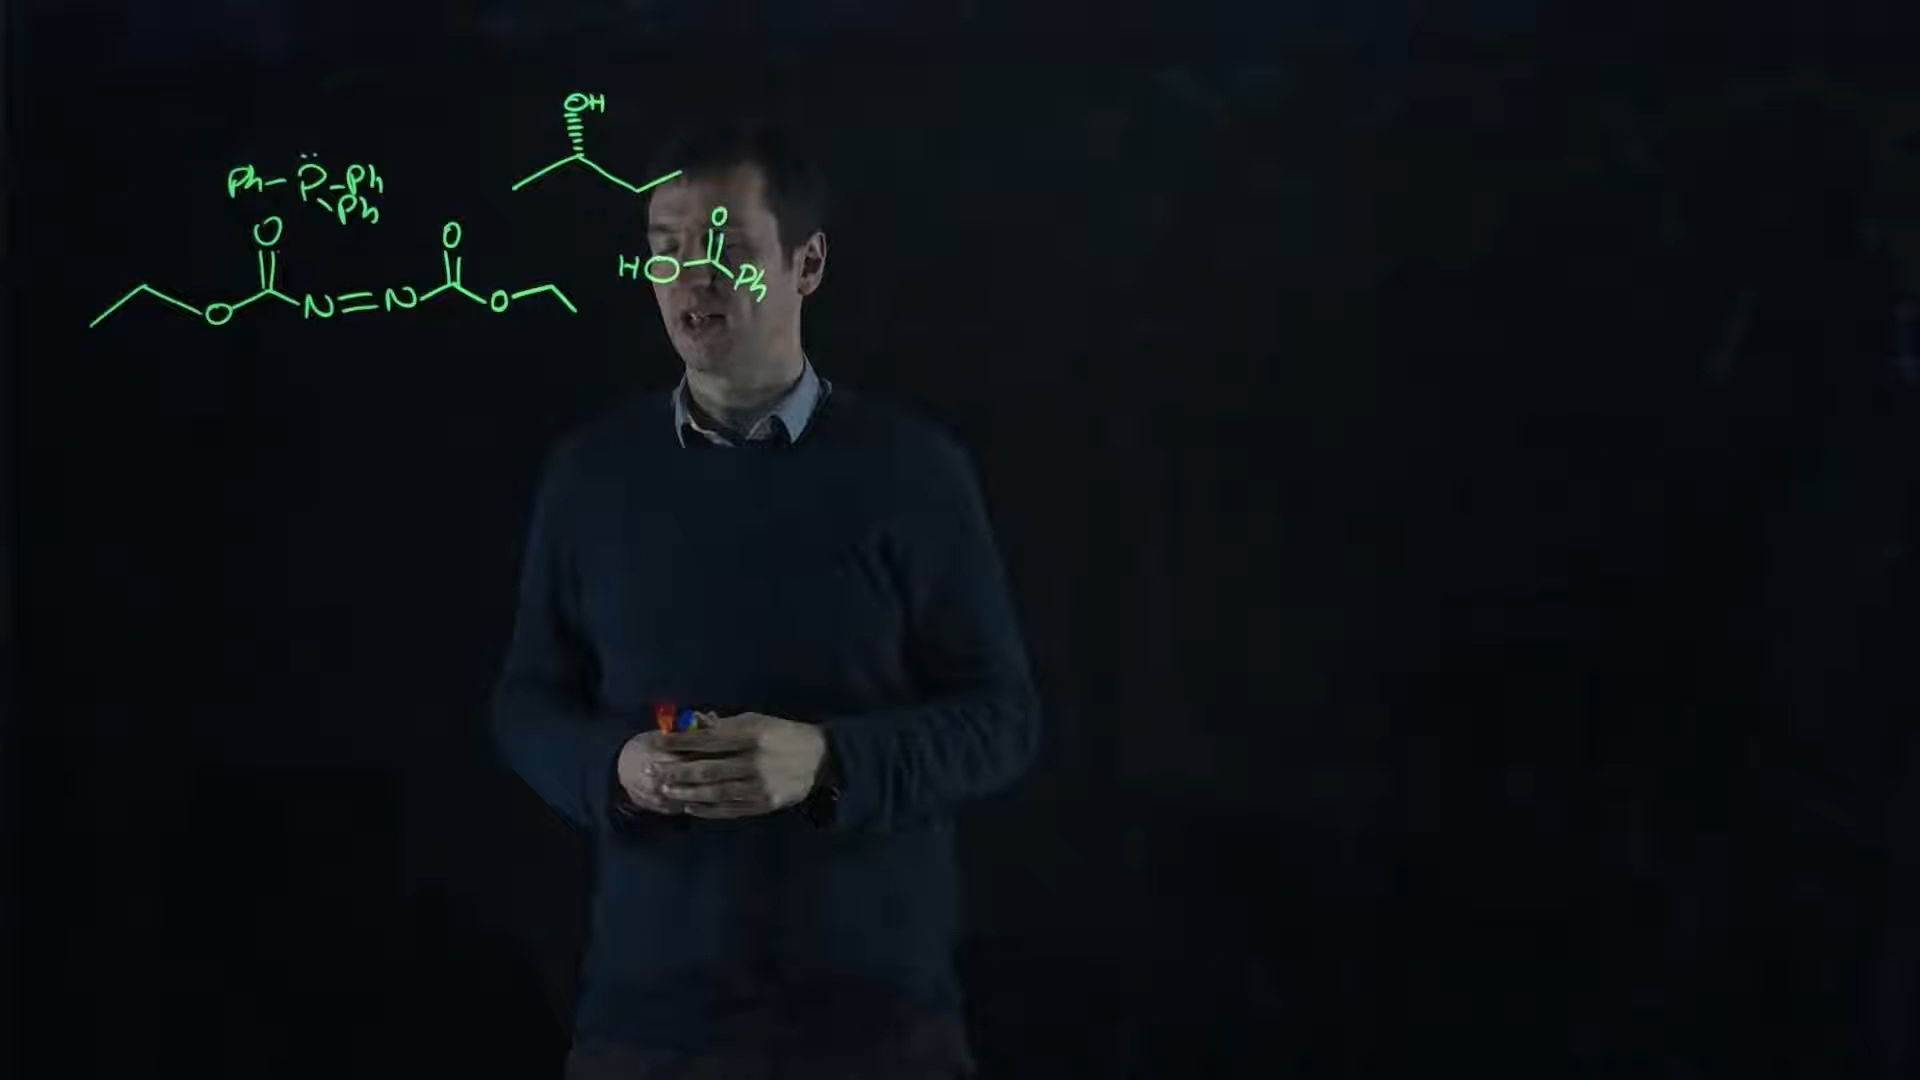 OH
Ph-P̈-Ph
Ph
O O O
HO Ph
O N=N O